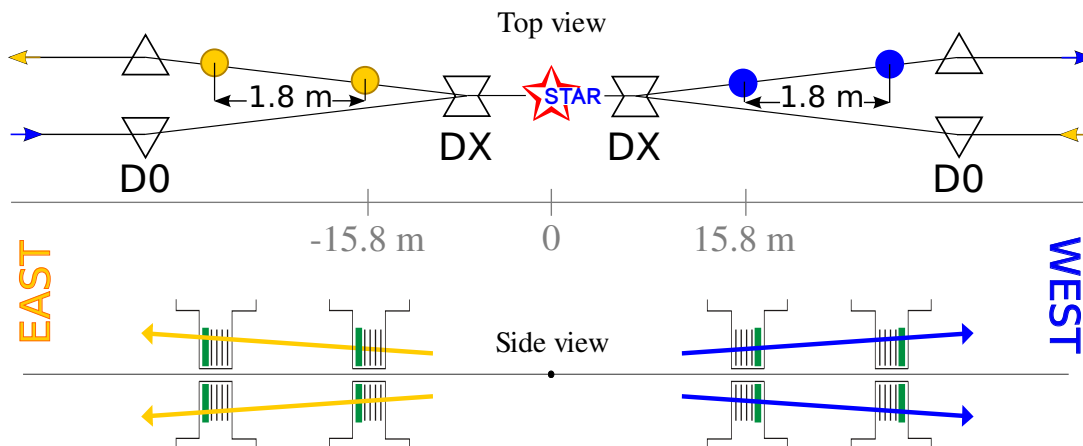 Top view
1.8 m
STAR
1.8 m
DX
DX
D0
D0
-15.8 m
0
15.8 m
EAST
WEST
Side view